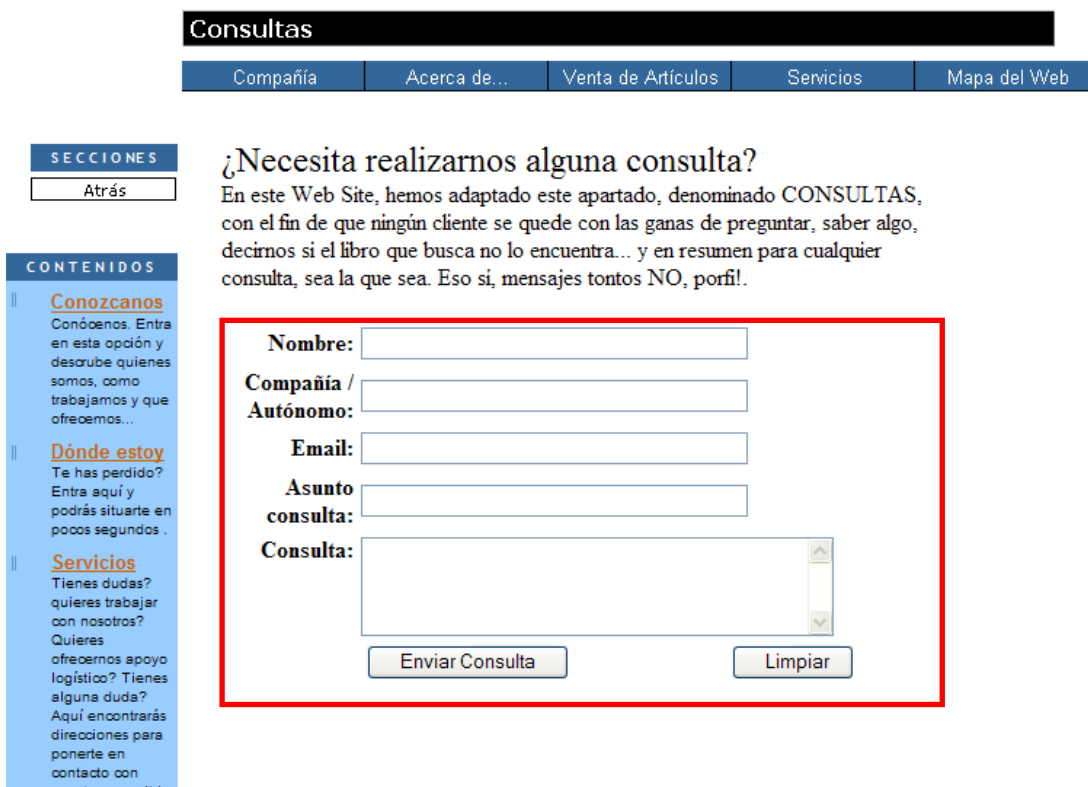 Consultas
Compañía Acerca de... Venta de Artículos Servicios Mapa del Web
SECCIONES
Atrás
CONTENIDOS
Conozcanos
Conócenos. Entra
en esta opción y
descrube quienes
somos, como
trabajamos y que
ofrecemos...
Dónde estoy
Te has perdido?
Entra aquí y
podrás situarte en
pocos segundos .
Servicios
Tienes dudas?
quieres trabajar
con nosotros?
Quieres
ofrecernos apoyo
logístico? Tienes
alguna duda?
Aquí encontrarás
direcciones para
ponerte en
contacto con
¿Necesita realizarnos alguna consulta?
En este Web Site, hemos adaptado este apartado, denominado CONSULTAS,
con el fin de que ningún cliente se quede con las ganas de preguntar, saber algo,
decirnos si el libro que busca no lo encuentra... y en resumen para cualquier
consulta, sea la que sea. Eso sí, mensajes tontos NO, porfi!.
Nombre:
Compañía /
Autónomo:
Email:
Asunto
consulta:
Consulta:
Enviar Consulta Limpiar